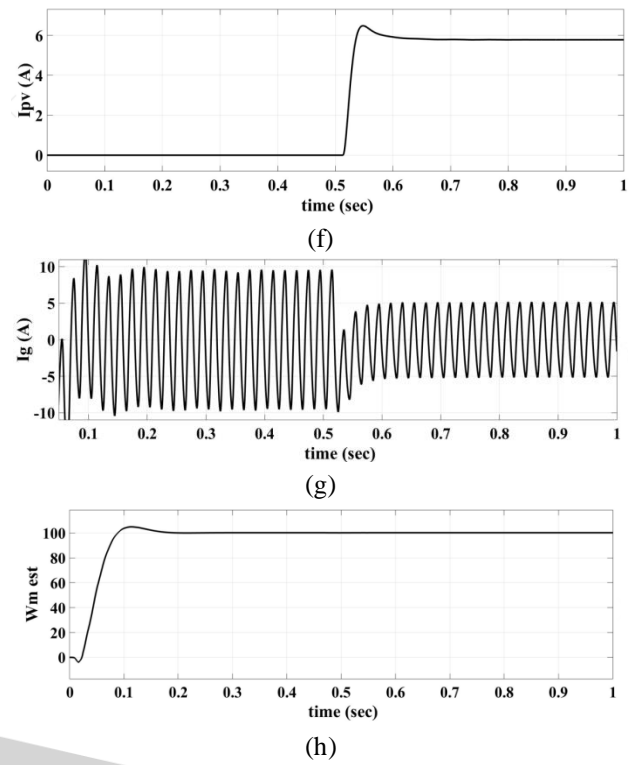 6
4
2
0
Ipv (A)
0 0.1 0.2 0.3 0.4 0.5 0.6 0.7 0.8 0.9 1
time (sec)
(f)
10
5
0
-5
-10
Ig (A)
0.1 0.2 0.3 0.4 0.5 0.6 0.7 0.8 0.9 1
time (sec)
(g)
100
80
60
40
20
0
Wm est
0 0.1 0.2 0.3 0.4 0.5 0.6 0.7 0.8 0.9 1
time (sec)
(h)